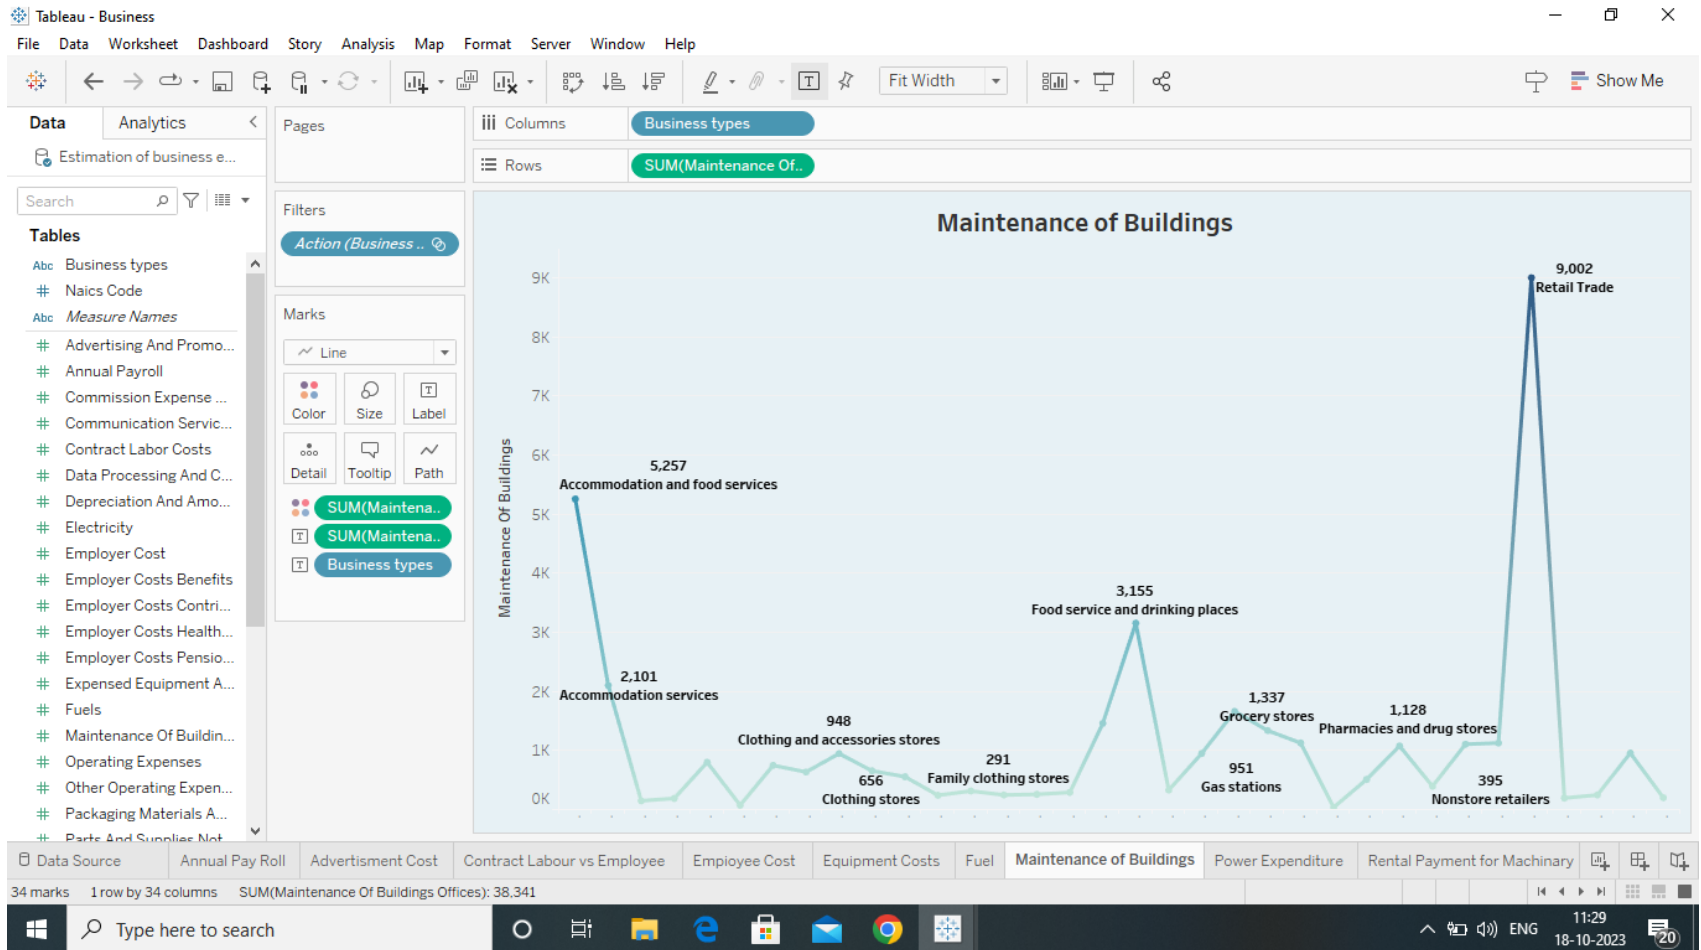 Tableau - Business
File Data Worksheet Dashboard Story Analysis Map Format Server Window Help
Fit Width
Show Me
Data Analytics
Estimation of business e...
Search
Tables
Abc Business types
# Naics Code
Abc Measure Names
# Advertising And Promo...
# Annual Payroll
# Commission Expense ...
# Communication Servic...
# Contract Labor Costs
# Data Processing And C...
# Depreciation And Amo...
# Electricity
# Employer Cost
# Employer Costs Benefits
# Employer Costs Contri...
# Employer Costs Health...
# Employer Costs Pensio...
# Expensed Equipment A...
# Fuels
# Maintenance Of Buildin...
# Operating Expenses
# Other Operating Expen...
# Packaging Materials A...
# Parts And Supplies Not
Pages
Filters
Action (Business ..
Marks
Line
Color Size T Label
Detail Tooltip Path
SUM(Maintena..
T SUM(Maintena..
T Business types
Columns Business types
Rows SUM(Maintenance Of..
Maintenance of Buildings
Maintenance Of Buildings
9K
8K
7K
6K
5K
4K
3K
2K
1K
0K
9,002
Retail Trade
5,257
Accommodation and food services
3,155
Food service and drinking places
2,101
Accommodation services
1,337
Grocery stores
1,128
Pharmacies and drug stores
948
Clothing and accessories stores
291
Family clothing stores
951
Gas stations
656
Clothing stores
395
Nonstore retailers
Data Source Annual Pay Roll Advertisment Cost Contract Labour vs Employee Empioyee Cost Equipment Costs Fuel Maintenance of Buildings Power Expenditure Rental Payment for Machinary
34 marks 1 row by 34 columns SUM(Maintenance Of Buildings Offices): 38,341
Type here to search
ENG
11:29
18-10-2023
20